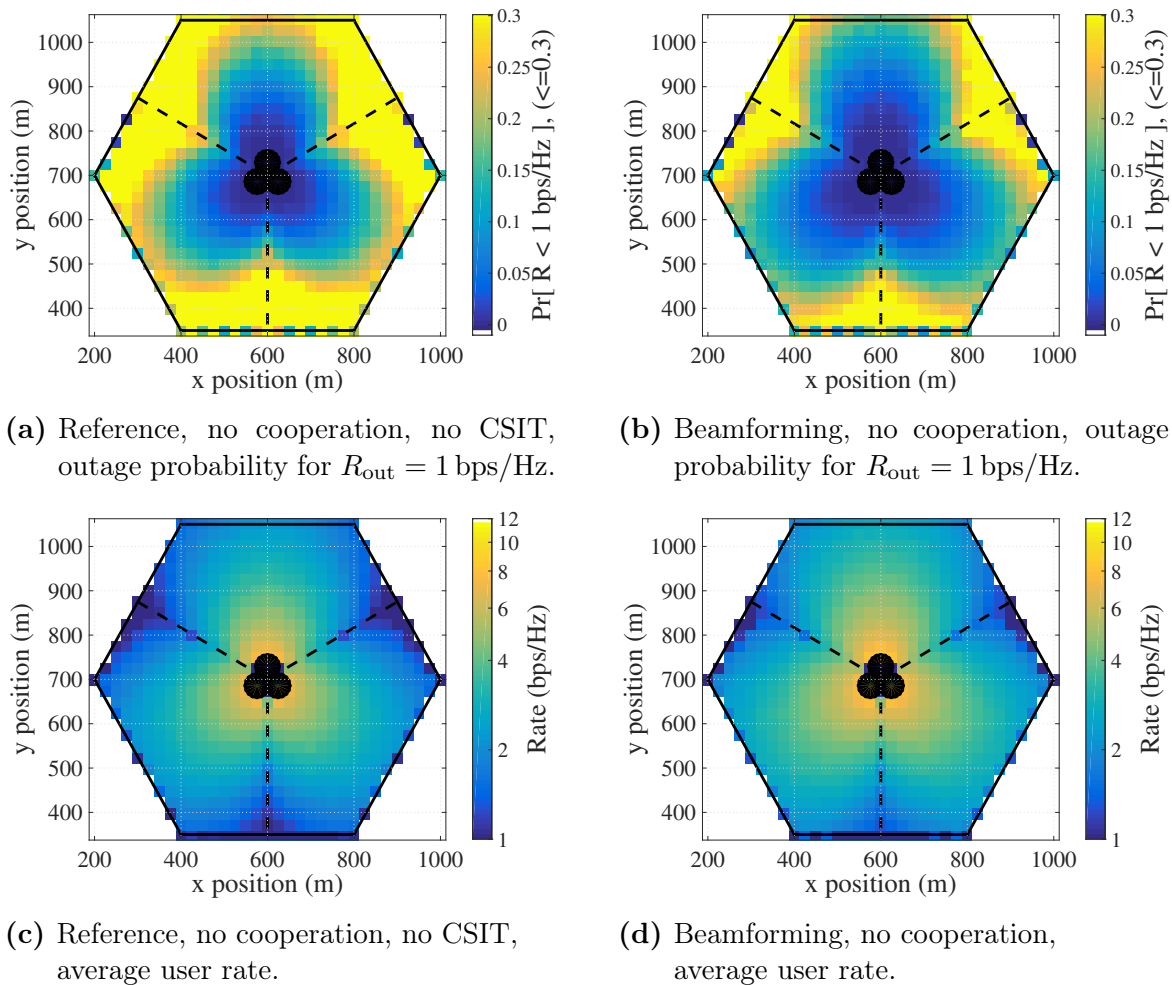 1000
900
800
700
600
500
400
y position (m)
200 400 600 800 1000
x position (m)
0.3
0.25
0.2
0.15
0.1
0.05
0
Pr[ R < 1 bps/Hz ], (<=0.3)
1000
900
800
700
600
500
400
y position (m)
200 400 600 800 1000
x position (m)
0.3
0.25
0.2
0.15
0.1
0.05
0
Pr[ R < 1 bps/Hz ], (<=0.3)
(a) Reference, no cooperation, no CSIT,
outage probability for R_out = 1 bps/Hz.
(b) Beamforming, no cooperation, outage
probability for R_out = 1 bps/Hz.
1000
900
800
700
600
500
400
y position (m)
200 400 600 800 1000
x position (m)
12
10
8
6
4
2
1
Rate (bps/Hz)
1000
900
800
700
600
500
400
y position (m)
200 400 600 800 1000
x position (m)
12
10
8
6
4
2
1
Rate (bps/Hz)
(c) Reference, no cooperation, no CSIT,
average user rate.
(d) Beamforming, no cooperation,
average user rate.